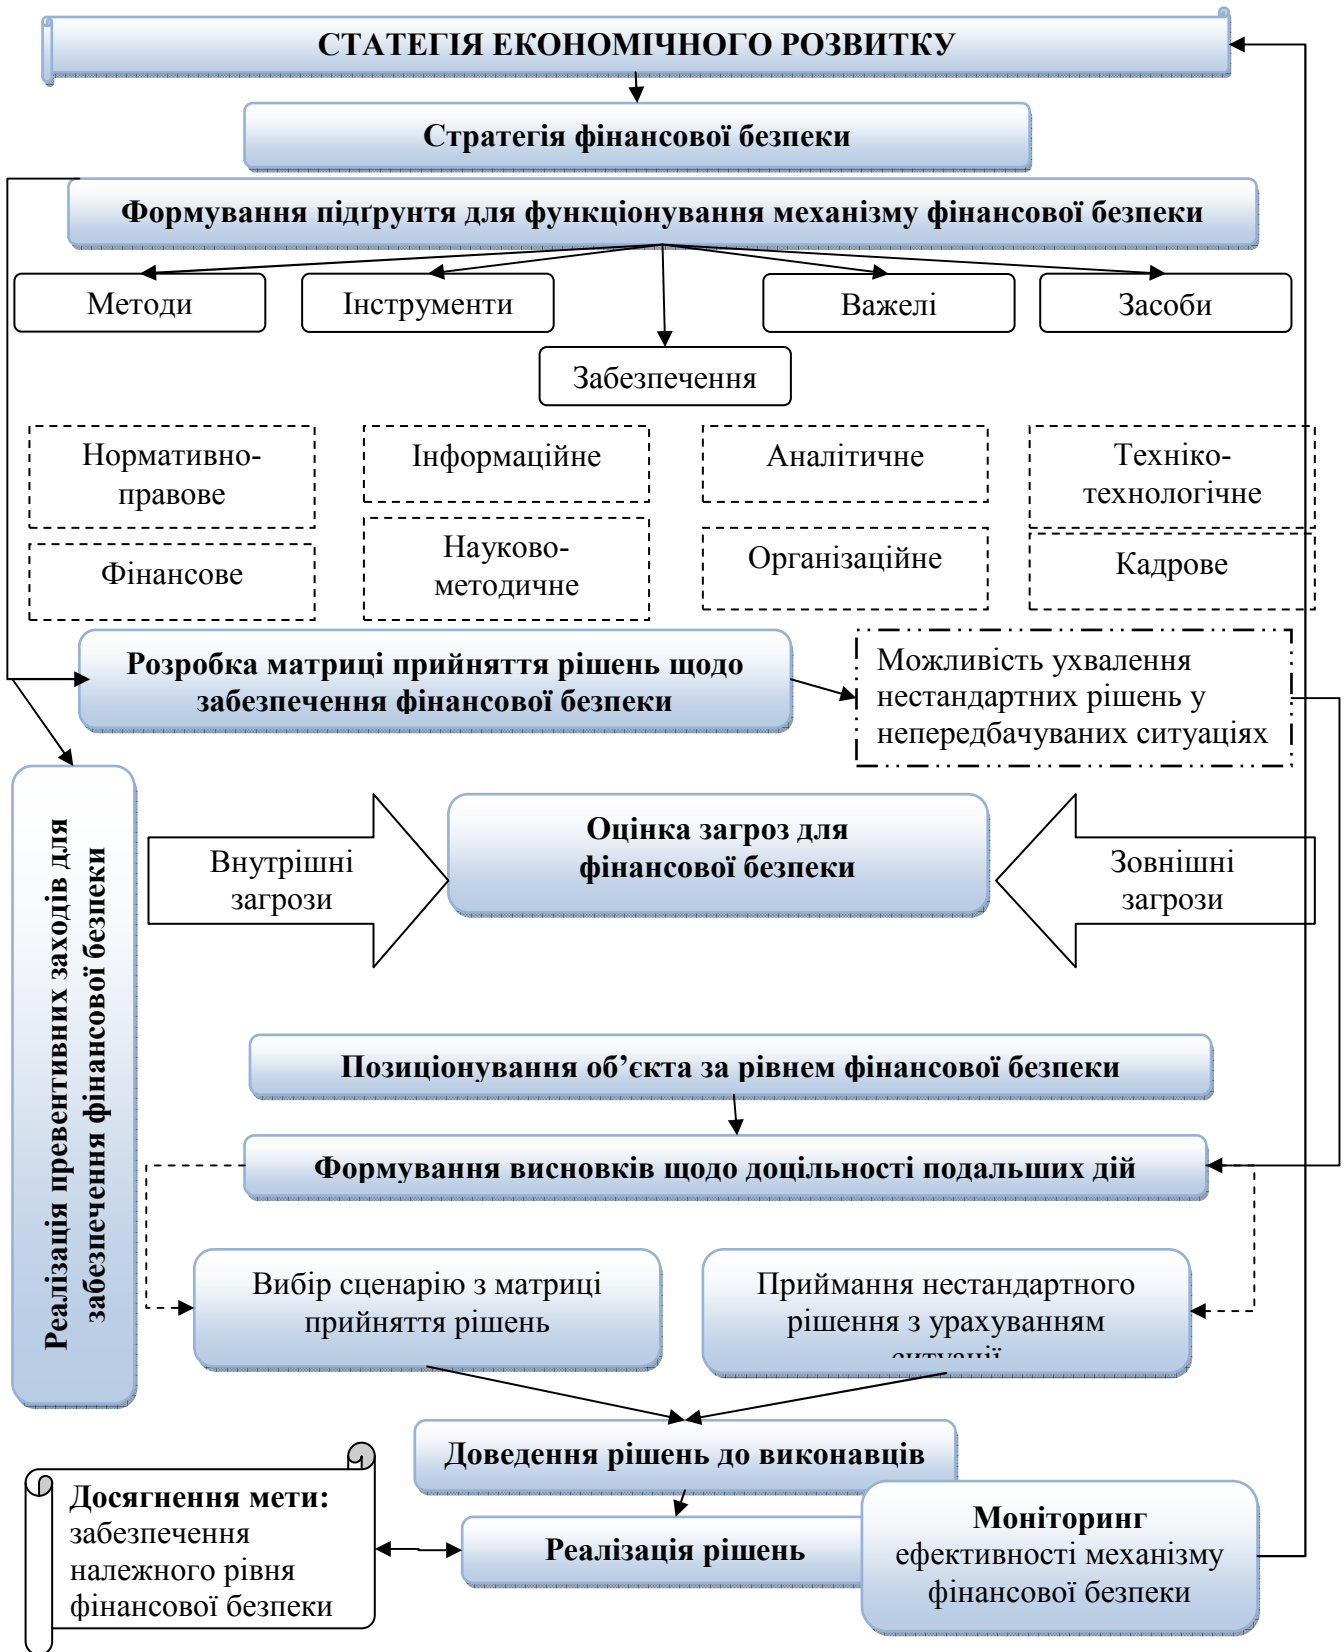 СТАТЕГІЯ ЕКОНОМІЧНОГО РОЗВИТКУ
Стратегія фінансової безпеки
Формування підґрунтя для функціонування механізму фінансової безпеки
Методи
Інструменти
Важелі
Засоби
Забезпечення
Нормативно-
правове
Інформаційне
Аналітичне
Техніко-
технологічне
Фінансове
Науково-
методичне
Організаційне
Кадрове
Розробка матриці прийняття рішень щодо
забезпечення фінансової безпеки
Можливість ухвалення
нестандартних рішень у
непередбачуваних ситуаціях
Реалізація превентивних заходів для
забезпечення фінансової безпеки
Внутрішні
загрози
Оцінка загроз для
фінансової безпеки
Зовнішні
загрози
Позиціонування об’єкта за рівнем фінансової безпеки
Формування висновків щодо доцільності подальших дій
Вибір сценарію з матриці
прийняття рішень
Приймання нестандартного
рішення з урахуванням
ситуації
Доведення рішень до виконавців
Досягнення мети:
забезпечення
належного рівня
фінансової безпеки
Реалізація рішень
Моніторинг
ефективності механізму
фінансової безпеки